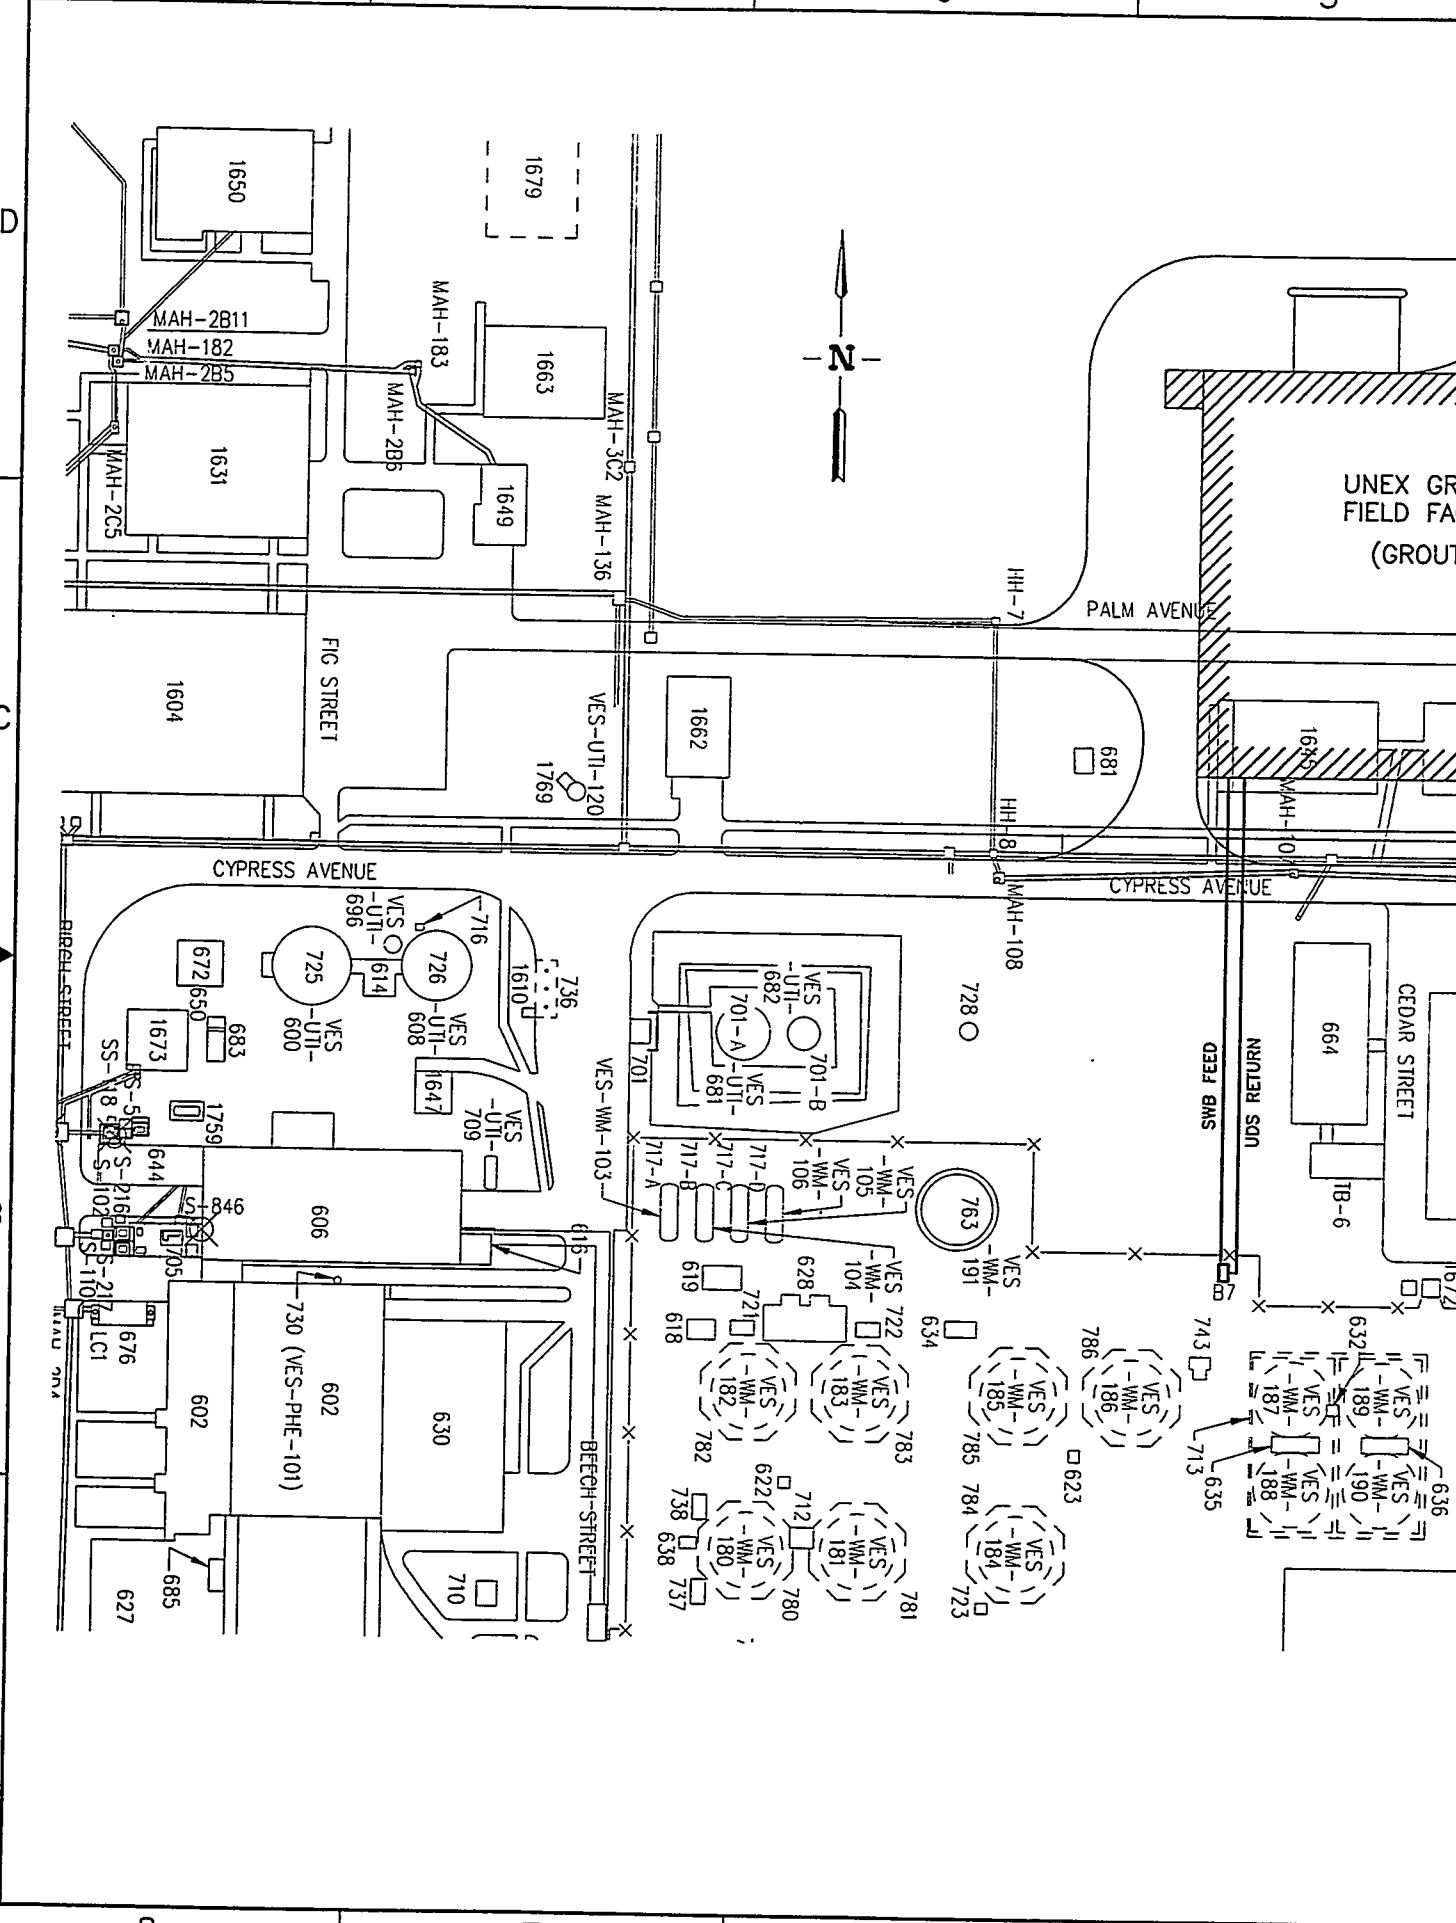 D
1650
1679
MAH-183
MAH-2B11
MAH-182
MAH-2B5
1663
MAH-2B6
MAH-3C2
-N-
1631
MAH-2C5
1649
MAH-136
UNEX GR
FIELD FA
(GROUT
HH-7
PALM AVENUE
1604
FIG STREET
VES-UTI-120
1769
1662
681
HH-8
CYPRESS AVENUE
CYPRESS AVENUE
MAH-108
BIRCH STREET
672
650
683
1673
725
VES
-UTI-
600
VES
-UTI-
696
614
726
716
VES
-UTI-
608
736
1610
1647
VES
-UTI-
709
VES
-UTI-
682
701-A
701-B
VES
-UTI-
681
701
728
664
CEDAR STREET
SWB FEED
UDS RETURN
TB-6
1759
644
S-216
S-102
S-846
705
S-217
S-110
LC1
676
606
616
VES-WM-103
717-A
717-B
717-C
717-D
VES
-WM-
106
VES
-WM-
105
VES
-WM-
104
763
VES
-WM-
191
B7
619
618
721
628
722
634
786
743
632
730 (VES-PHE-101)
602
602
630
BEECH STREET
VES
-WM-
182
782
VES
-WM-
183
783
VES
-WM-
185
785
VES
-WM-
186
VES
-WM-
187
VES
-WM-
189
713
635
VES
-WM-
188
VES
-WM-
190
636
622
712
738
638
737
VES
-WM-
180
780
VES
-WM-
181
781
623
784
VES
-WM-
184
723
685
627
710